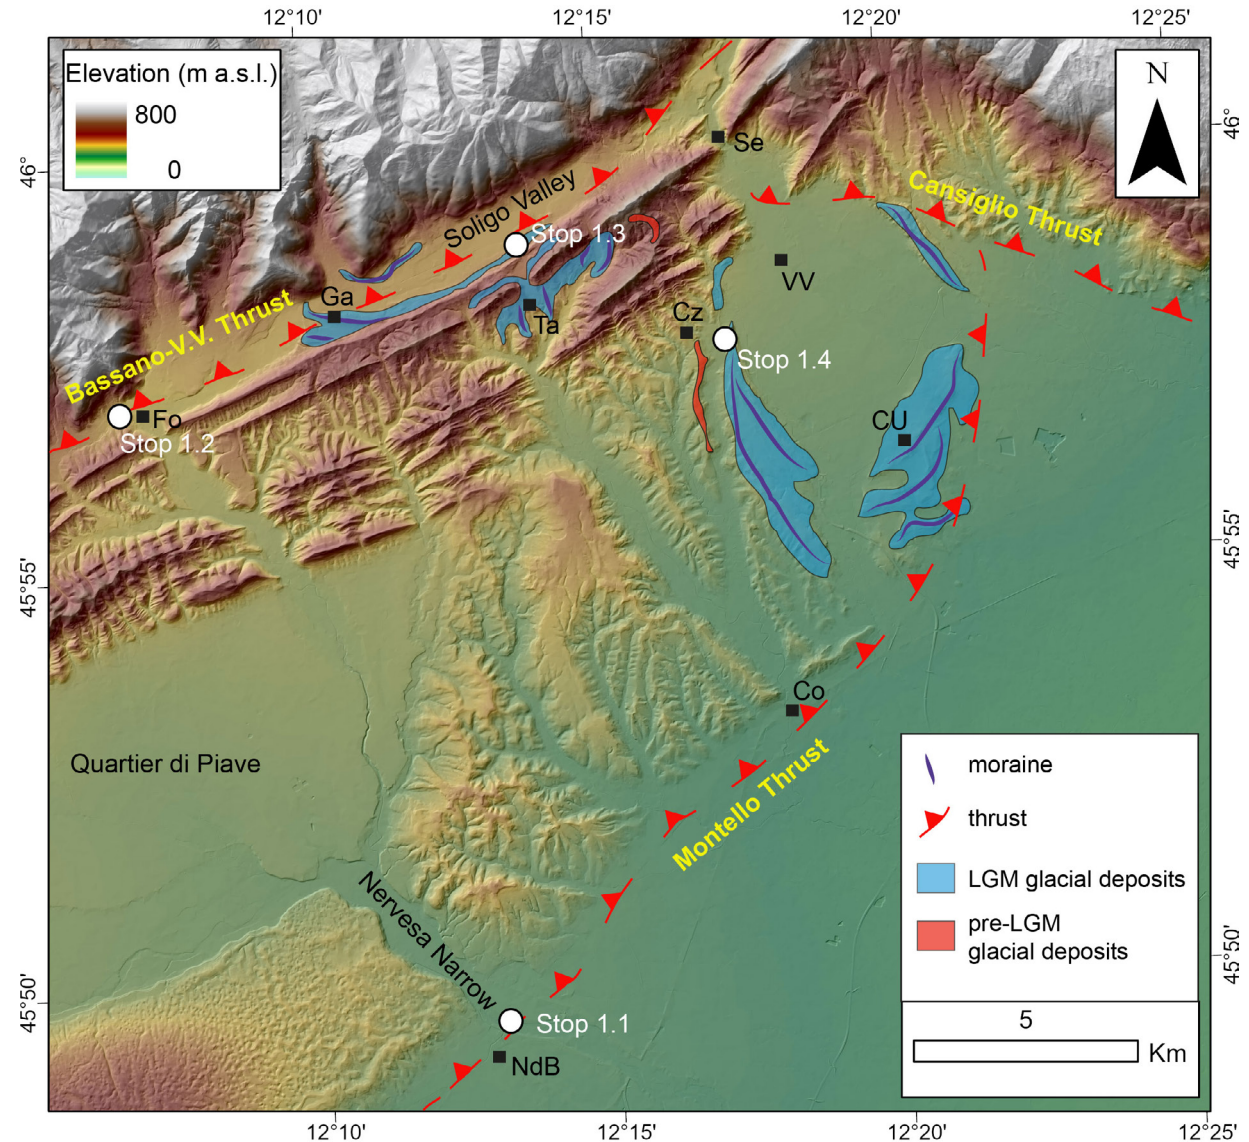 12°10'
12°15'
12°20'
12°25'
Elevation (m a.s.l.)
800
0
N
46°
46°
Se
Soligo Valley
Cansiglio Thrust
Stop 1.3
VV
Ga
Ta
Cz
Bassano-V.V. Thrust
Stop 1.4
Fo
Stop 1.2
CU
45°55'
45°55'
Co
Quartier di Piave
Montello Thrust
moraine
thrust
LGM glacial deposits
pre-LGM
glacial deposits
Nervesa Narrow
45°50'
45°50'
Stop 1.1
NdB
5
Km
12°10'
12°15'
12°20'
12°25'